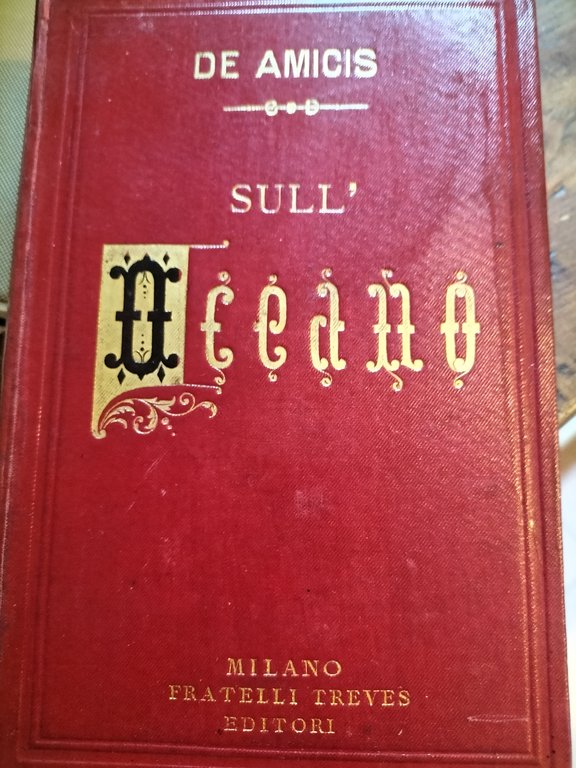 DE AMICIS
SULL'
Oceano
MILANO
FRATELLI TREVES
EDITORI